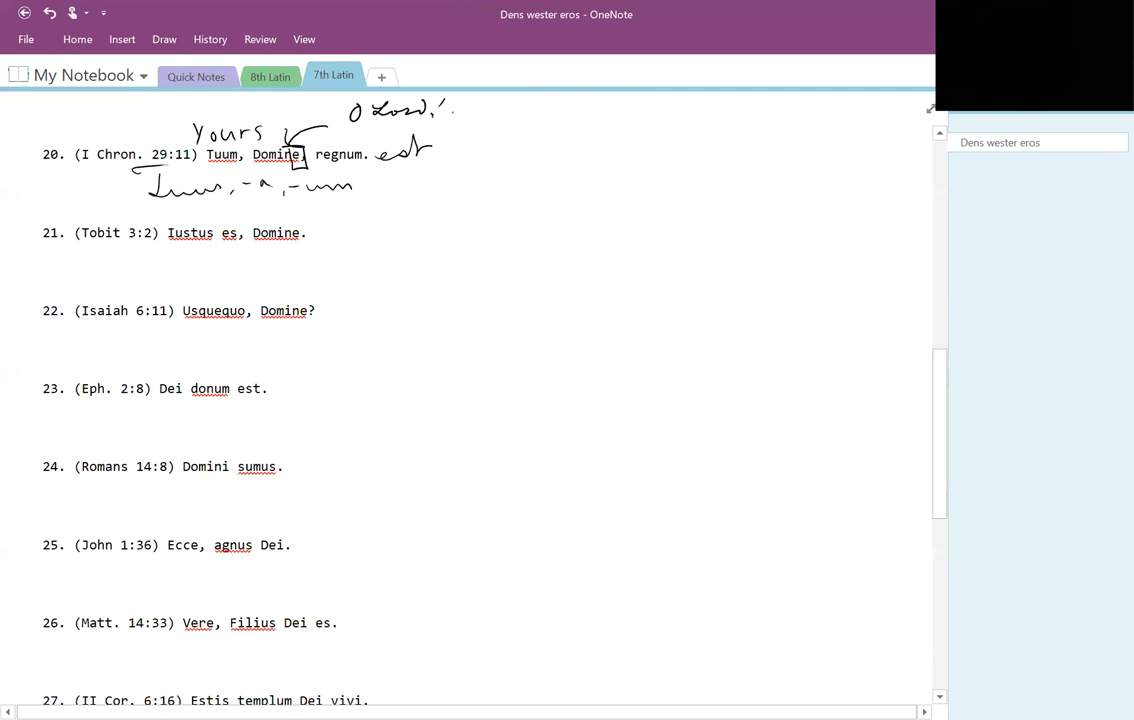 Dens wester eros - OneNote
File Home Insert Draw History Review View
My Notebook Quick Notes 8th Latin 7th Latin +
Dens wester eros
O Lord,
Yours
20. (I Chron. 29:11) Tuum, Domine, regnum. est
Tuus, -a, -um
21. (Tobit 3:2) Iustus es, Domine.
22. (Isaiah 6:11) Usquequo, Domine?
23. (Eph. 2:8) Dei donum est.
24. (Romans 14:8) Domini sumus.
25. (John 1:36) Ecce, agnus Dei.
26. (Matt. 14:33) Vere, Filius Dei es.
27. (II Cor. 6:16) Estis templum Dei vivi.